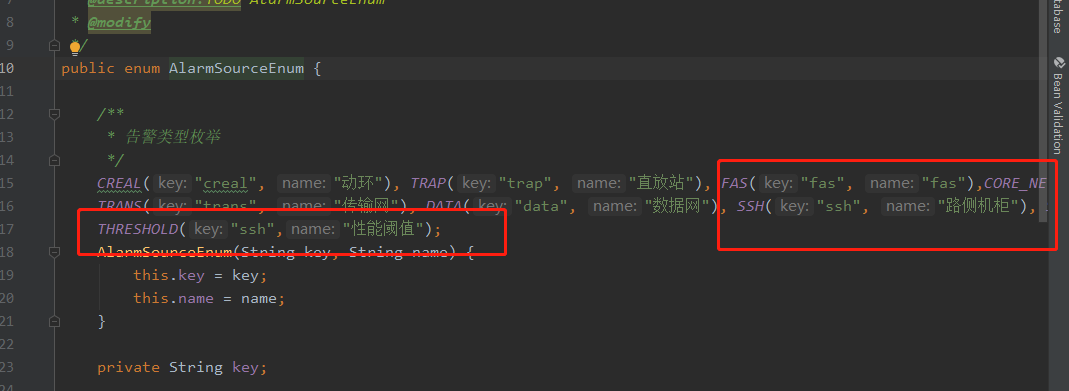 7 @description:TODO AlarmSourceEnum
8 * @modify
9 */
10 public enum AlarmSourceEnum {
11
12 /**
13 * 告警类型枚举
14 */
15 CREAL( key: "creal", name: "动环"), TRAP( key: "trap", name: "直放站"), FAS( key: "fas", name: "fas"),CORE_NE
16 TRANS( key: "trans", name: "传输网"), DATA( key: "data", name: "数据网"), SSH( key: "ssh", name: "路侧机柜"),
17 THRESHOLD( key: "ssh", name: "性能阈值");
18 AlarmSourceEnum(String key, String name) {
19 this.key = key;
20 this.name = name;
21 }
22
23 private String key;
24
tabase
Bean Validation